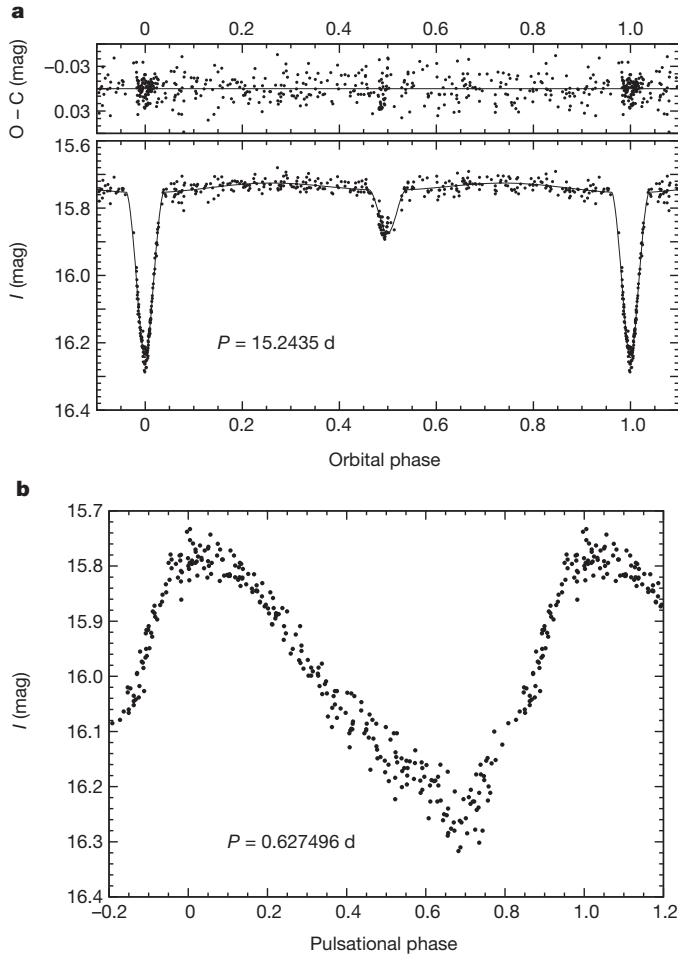 a
0 0.2 0.4 0.6 0.8 1.0
O – C (mag)
–0.03
0.03
I (mag)
15.6
15.8
16.0
16.2
16.4
P = 15.2435 d
0 0.2 0.4 0.6 0.8 1.0
Orbital phase
b
I (mag)
15.7
15.8
15.9
16.0
16.1
16.2
16.3
16.4
P = 0.627496 d
–0.2 0 0.2 0.4 0.6 0.8 1.0 1.2
Pulsational phase